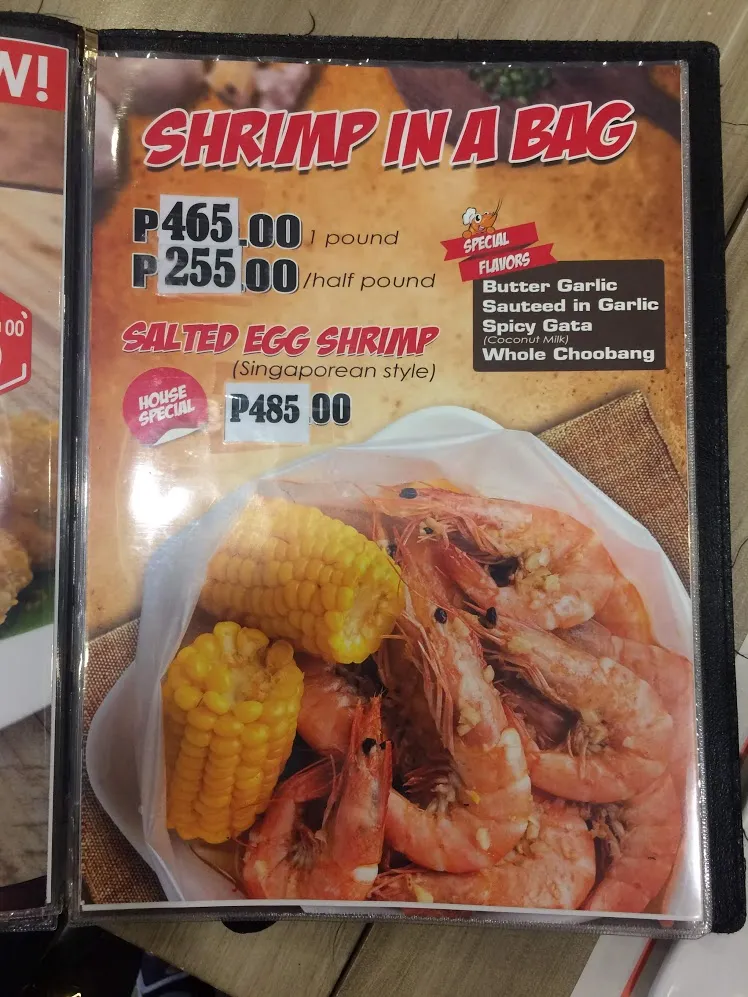 W!
SHRIMP IN A BAG
P465.00 1 pound
P255.00 /half pound
SPECIAL
FLAVORS
Butter Garlic
Sauteed in Garlic
Spicy Gata
(Coconut Milk)
Whole Choobang
SALTED EGG SHRIMP
(Singaporean style)
HOUSE
SPECIAL
P485.00
00